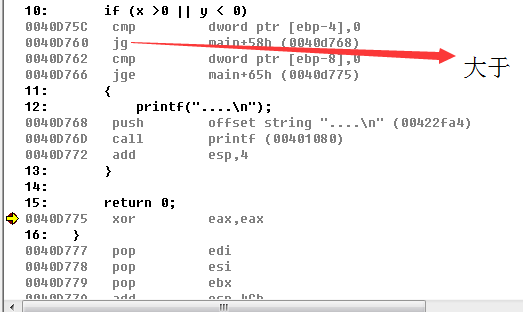 10:        if (x >0 || y < 0)
0040D75C   cmp         dword ptr [ebp-4],0
0040D760   jg          main+58h (0040d768)
大于
0040D762   cmp         dword ptr [ebp-8],0
0040D766   jge         main+65h (0040d775)
11:        {
12:            printf("....\n");
0040D768   push        offset string "....\n" (00422fa4)
0040D76D   call        printf (00401080)
0040D772   add         esp,4
13:        }
14:
15:        return 0;
0040D775   xor         eax,eax
16:    }
0040D777   pop         edi
0040D778   pop         esi
0040D779   pop         ebx